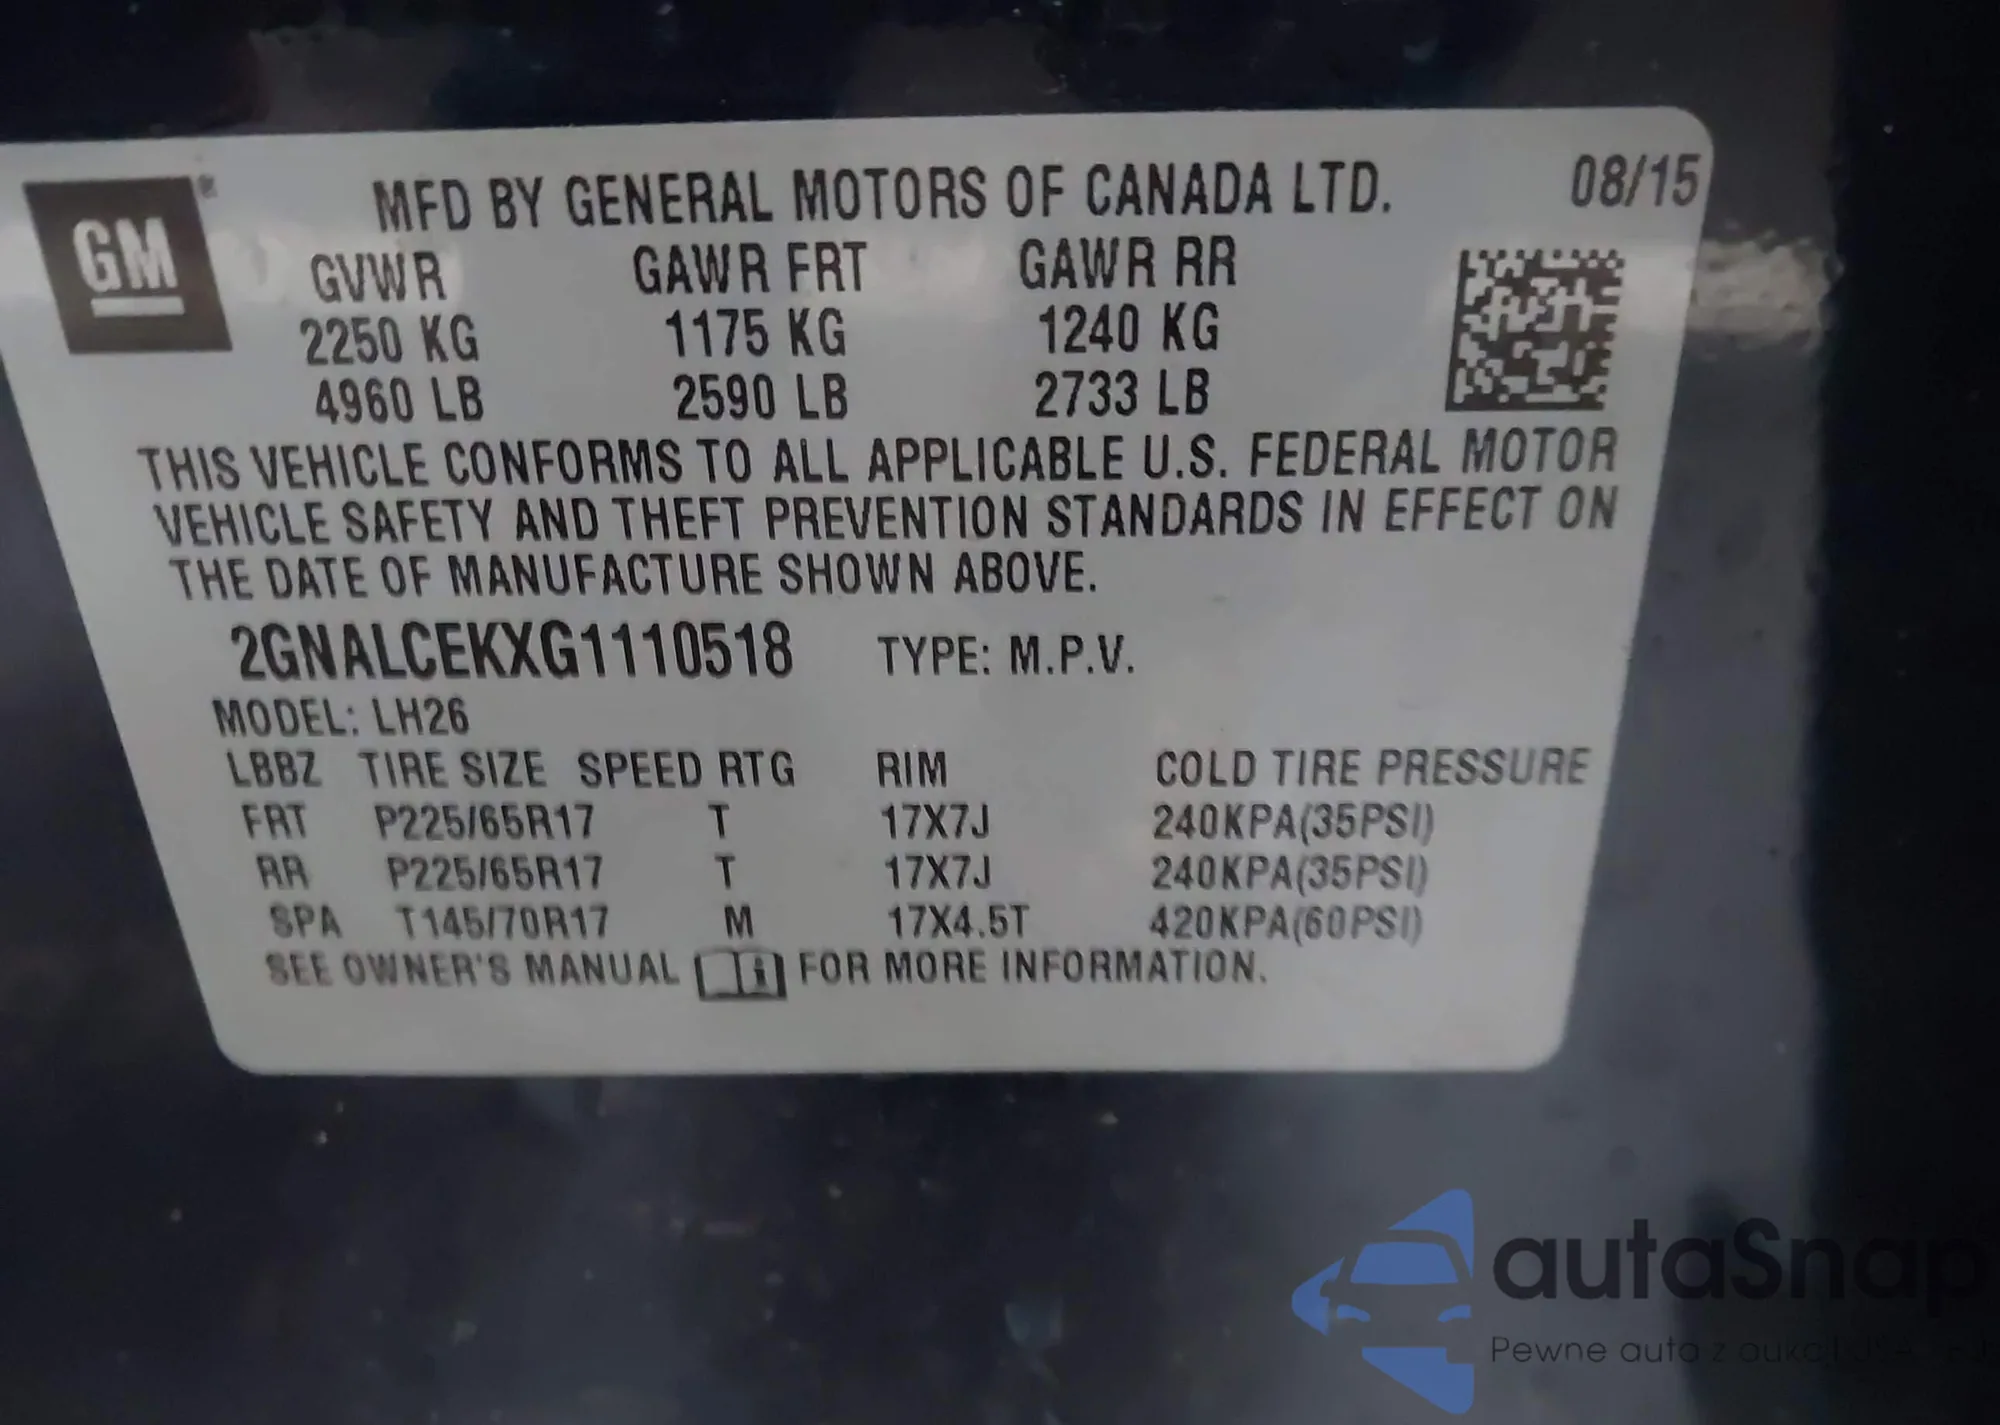 GM
MFD BY GENERAL MOTORS OF CANADA LTD. 08/15
GVWR GAWR FRT GAWR RR
2250 KG 1175 KG 1240 KG
4960 LB 2590 LB 2733 LB
THIS VEHICLE CONFORMS TO ALL APPLICABLE U.S. FEDERAL MOTOR
VEHICLE SAFETY AND THEFT PREVENTION STANDARDS IN EFFECT ON
THE DATE OF MANUFACTURE SHOWN ABOVE.
2GNALCEKXG1110518 TYPE: M.P.V.
MODEL: LH26
LBBZ TIRE SIZE SPEED RTG RIM COLD TIRE PRESSURE
FRT P225/65R17 T 17X7J 240KPA(35PSI)
RR P225/65R17 T 17X7J 240KPA(35PSI)
SPA T145/70R17 M 17X4.5T 420KPA(60PSI)
SEE OWNER'S MANUAL FOR MORE INFORMATION.
autaSnap
Pewne auta z